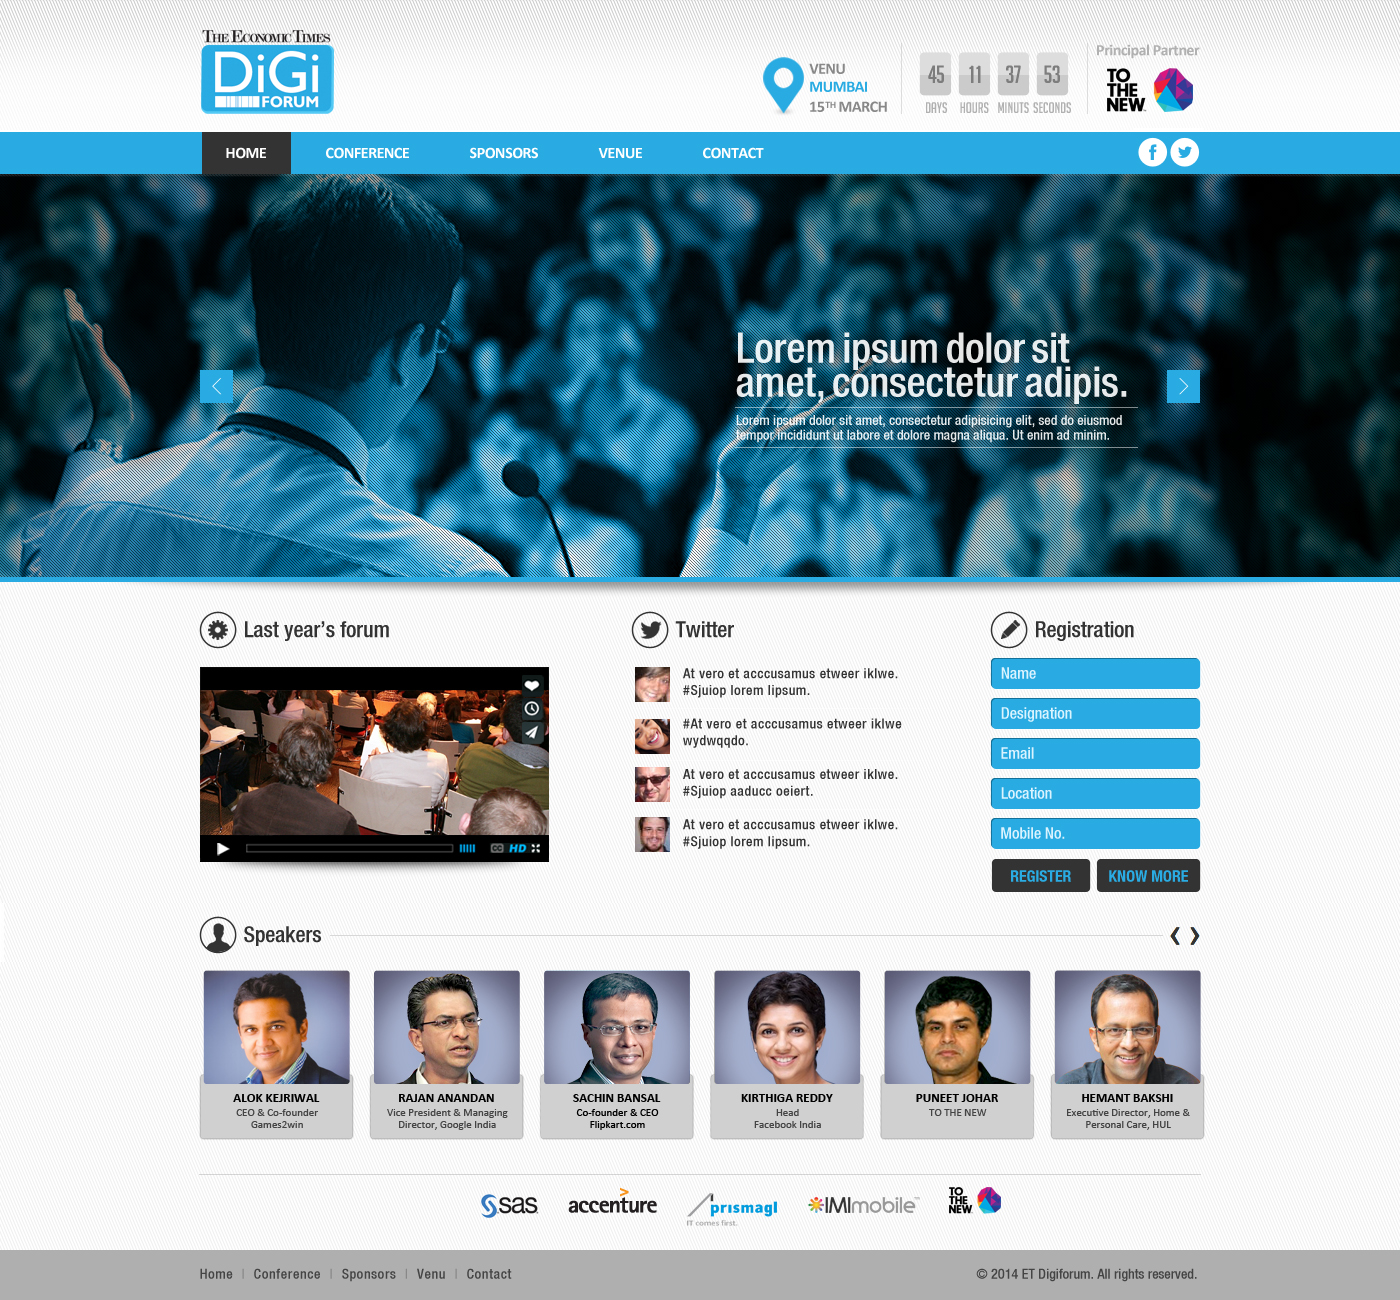 THE ECONOMIC TIMES
DiGi
FORUM
VENU
MUMBAI
15TH MARCH
45 11 37 53
DAYS HOURS MINUTS SECONDS
Principal Partner
TO
THE
NEW
HOME CONFERENCE SPONSORS VENUE CONTACT
f
Lorem ipsum dolor sit
amet, consectetur adipis.
Lorem ipsum dolor sit amet, consectetur adipisicing elit, sed do eiusmod
tempor incididunt ut labore et dolore magna aliqua. Ut enim ad minim.
Last year's forum
CC HD
Twitter
At vero et acccusamus etweer iklwe.
#Sjuiop lorem lipsum.
#At vero et acccusamus etweer iklwe
wydwqqdo.
At vero et acccusamus etweer iklwe.
#Sjuiop aaducc oeiert.
At vero et acccusamus etweer iklwe.
#Sjuiop lorem lipsum.
Registration
Name
Designation
Email
Location
Mobile No.
REGISTER KNOW MORE
Speakers
ALOK KEJRIWAL
CEO & Co-founder
Games2win
RAJAN ANANDAN
Vice President & Managing
Director, Google India
SACHIN BANSAL
Co-founder & CEO
Flipkart.com
KIRTHIGA REDDY
Head
Facebook India
PUNEET JOHAR
TO THE NEW
HEMANT BAKSHI
Executive Director, Home &
Personal Care, HUL
sas
accenture
prismagl
IT comes first.
IMImobile™
TO
THE
NEW
Home | Conference | Sponsors | Venu | Contact
© 2014 ET Digiforum. All rights reserved.